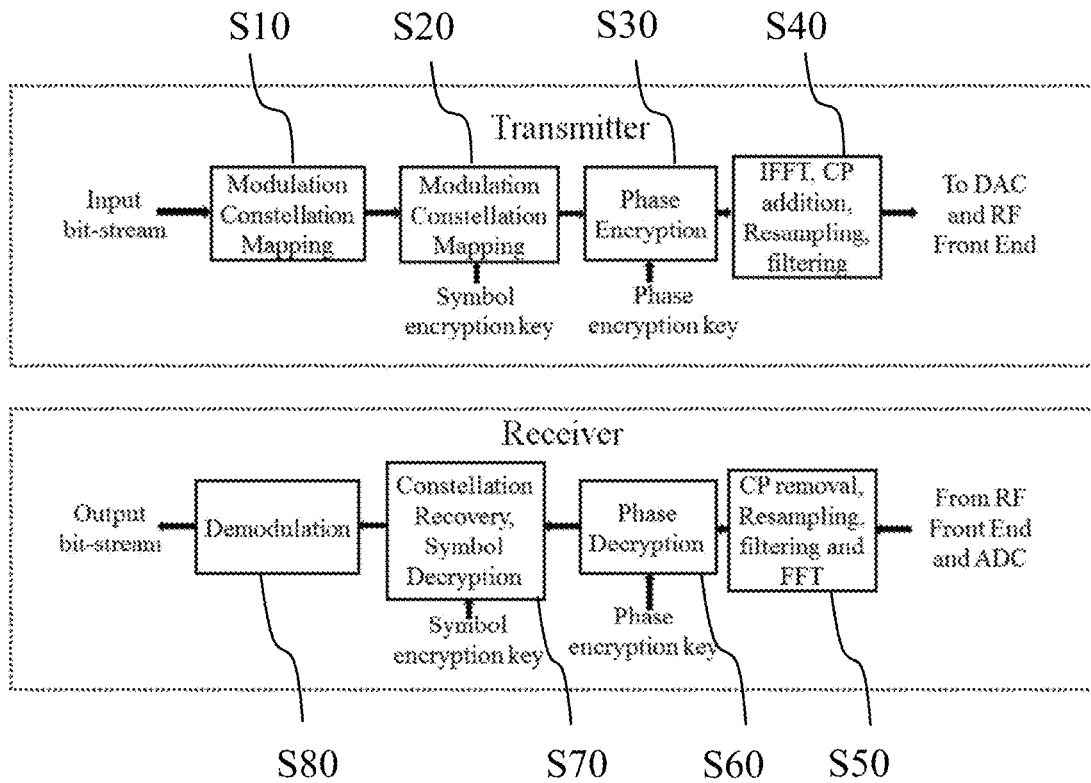 S10
S20
S30
S40
Transmitter
Input
bit-stream
Modulation
Constellation
Mapping
Modulation
Constellation
Mapping
Symbol
encryption key
Phase
Encryption
Phase
encryption key
IFFT, CP
addition,
Resampling,
filtering
To DAC
and RF
Front End
Receiver
Output
bit-stream
Demodulation
Constellation
Recovery,
Symbol
Decryption
Symbol
encryption key
Phase
Decryption
Phase
encryption key
CP removal,
Resampling,
filtering and
FFT
From RF
Front End
and ADC
S80
S70
S60
S50